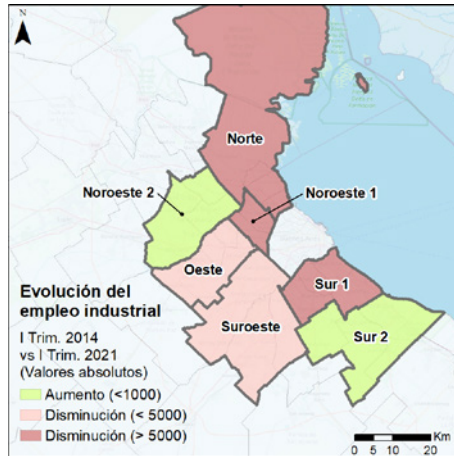 N
Norte
Noroeste 2
Noroeste 1
Oeste
Sur 1
Suroeste
Sur 2
Evolución del
empleo industrial
I Trim. 2014
vs I Trim. 2021
(Valores absolutos)
Aumento (<1000)
Disminución (< 5000)
Disminución (> 5000)
Km
0 5 10 20